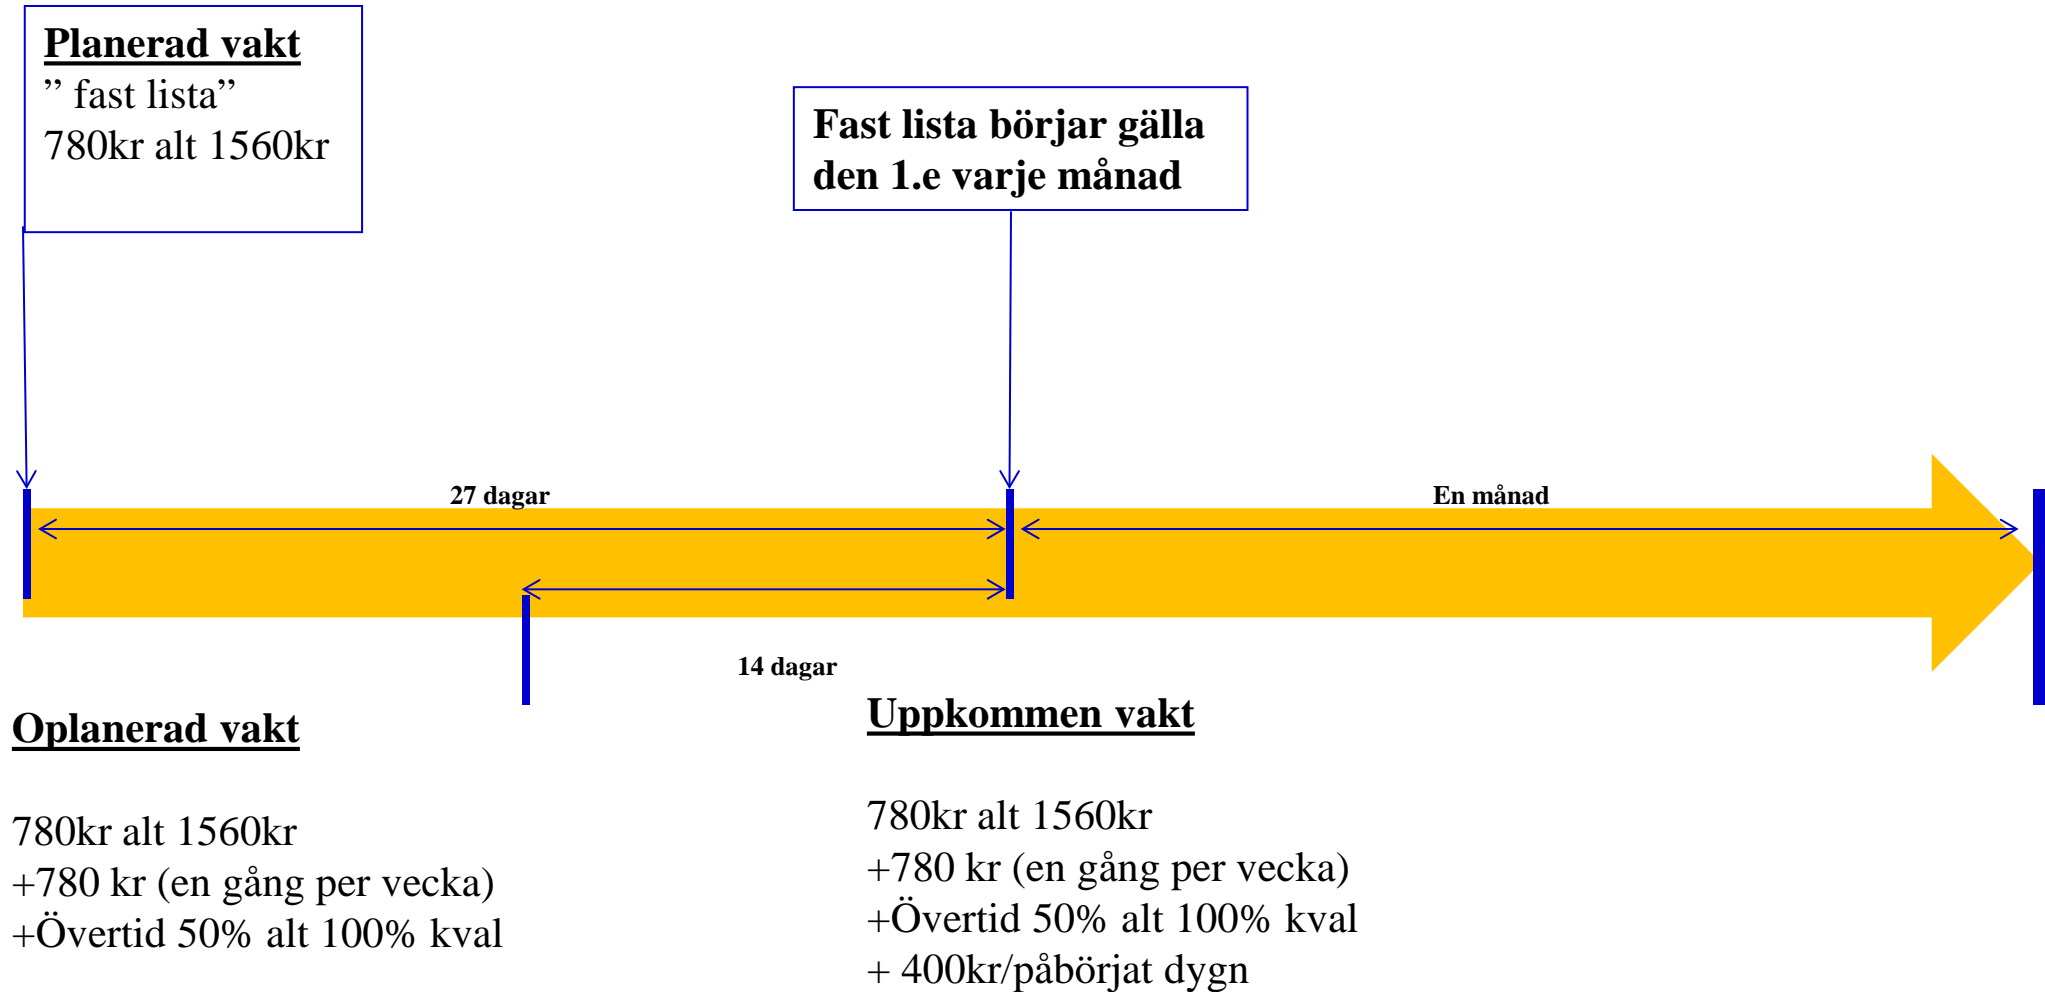 Planerad vakt
” fast lista”
780kr alt 1560kr
Fast lista börjar gälla
den 1.e varje månad
27 dagar
En månad
14 dagar
Oplanerad vakt
780kr alt 1560kr
+780 kr (en gång per vecka)
+Övertid 50% alt 100% kval
Uppkommen vakt
780kr alt 1560kr
+780 kr (en gång per vecka)
+Övertid 50% alt 100% kval
+ 400kr/påbörjat dygn